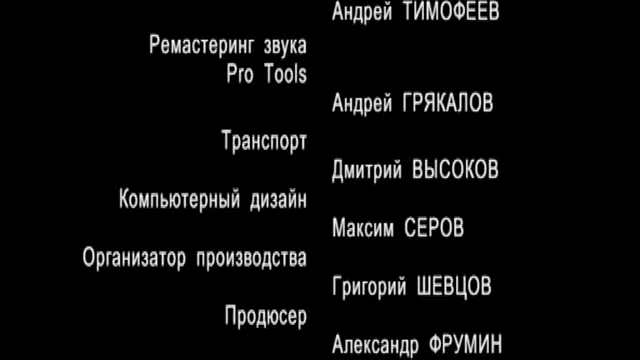 Андрей ТИМОФЕЕВ
Ремастеринг звука
Pro Tools
Андрей ГРЯКАЛОВ
Транспорт
Дмитрий ВЫСОКОВ
Компьютерный дизайн
Максим СЕРОВ
Организатор производства
Григорий ШЕВЦОВ
Продюсер
Александр ФРУМИН